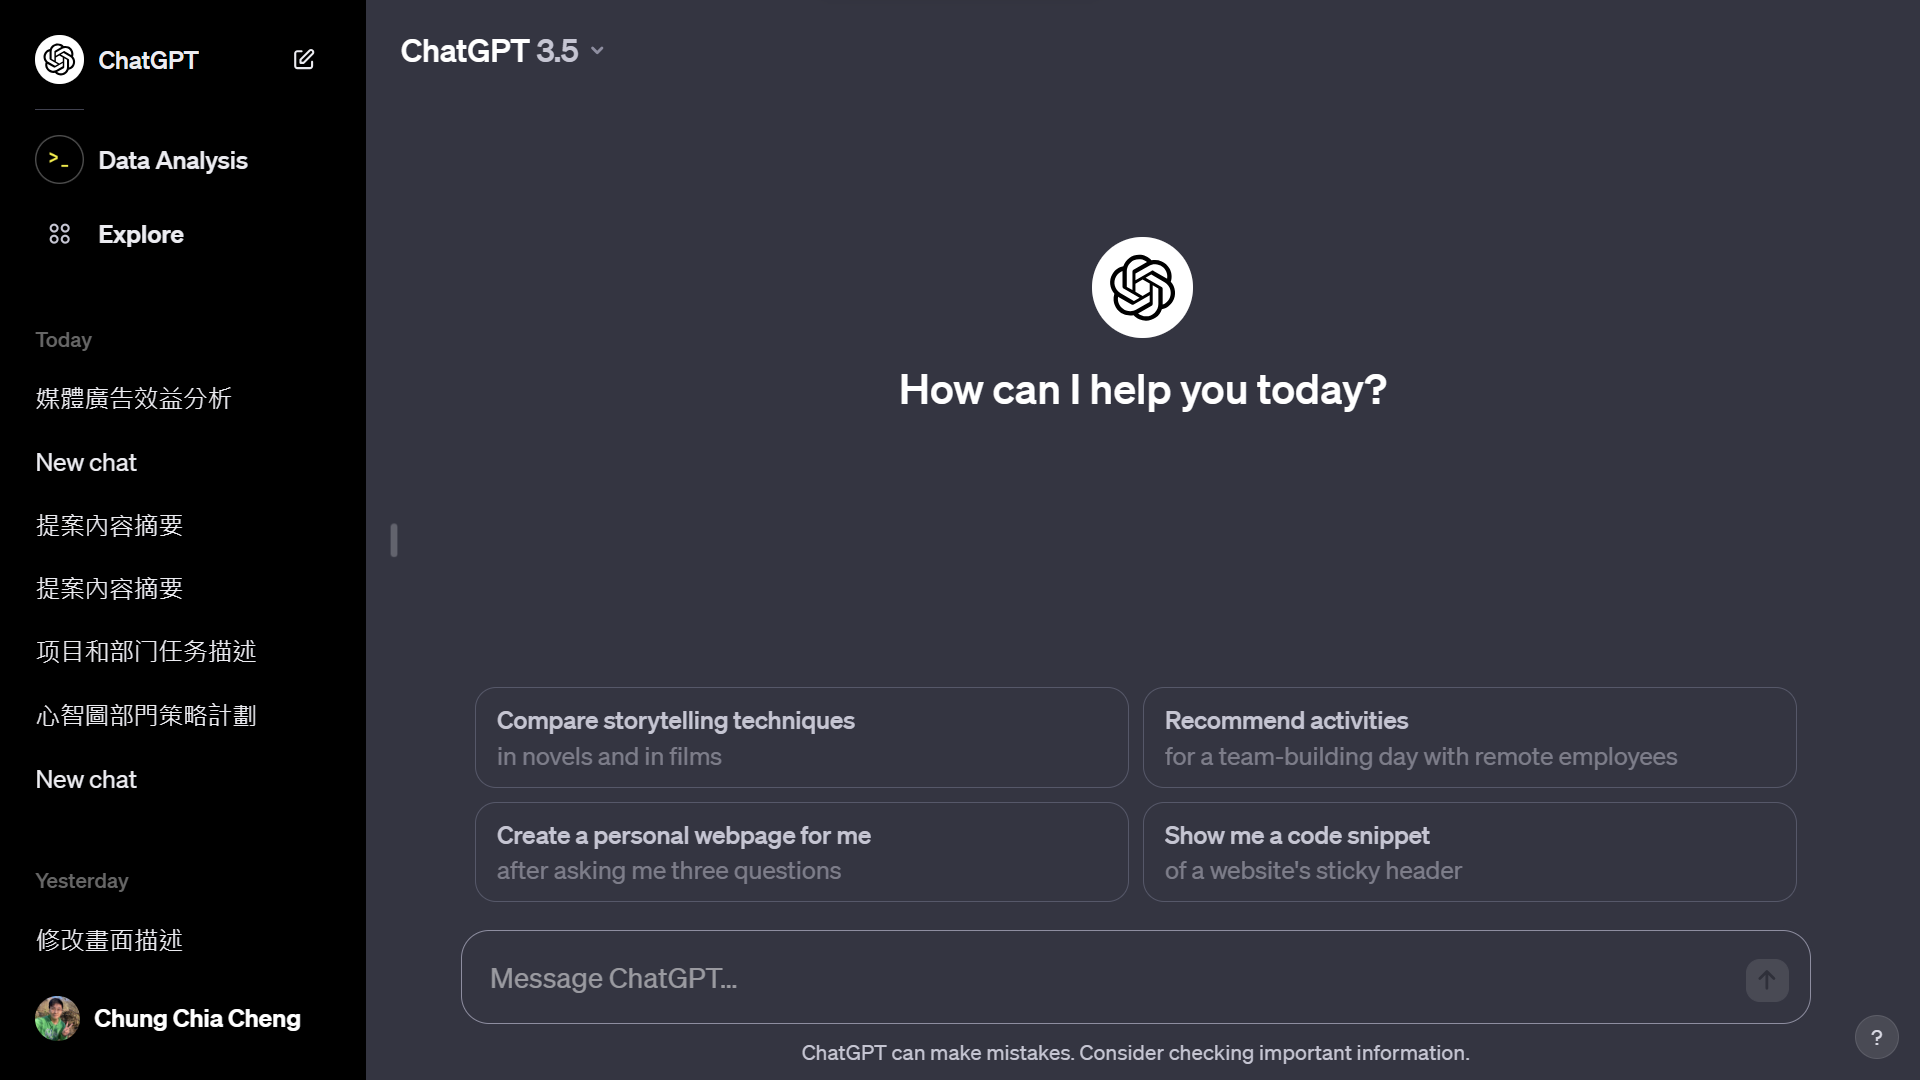 ChatGPT
>_ Data Analysis
Explore
Today
媒體廣告效益分析
New chat
提案內容摘要
提案內容摘要
项目和部门任务描述
心智圖部門策略計劃
New chat
Yesterday
修改畫面描述
Chung Chia Cheng
ChatGPT 3.5
How can I help you today?
Compare storytelling techniques
in novels and in films
Recommend activities
for a team-building day with remote employees
Create a personal webpage for me
after asking me three questions
Show me a code snippet
of a website's sticky header
Message ChatGPT...
ChatGPT can make mistakes. Consider checking important information.
?